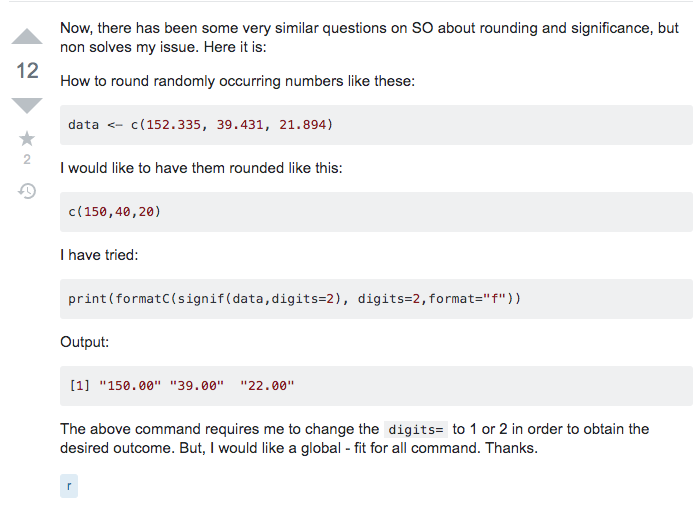 Now, there has been some very similar questions on SO about rounding and significance, but
non solves my issue. Here it is:
12
How to round randomly occurring numbers like these:
data <- c(152.335, 39.431, 21.894)
2
I would like to have them rounded like this:
c(150,40,20)
I have tried:
print(formatC(signif(data,digits=2), digits=2,format="f"))
Output:
[1] "150.00" "39.00"  "22.00"
The above command requires me to change the digits= to 1 or 2 in order to obtain the
desired outcome. But, I would like a global - fit for all command. Thanks.
r